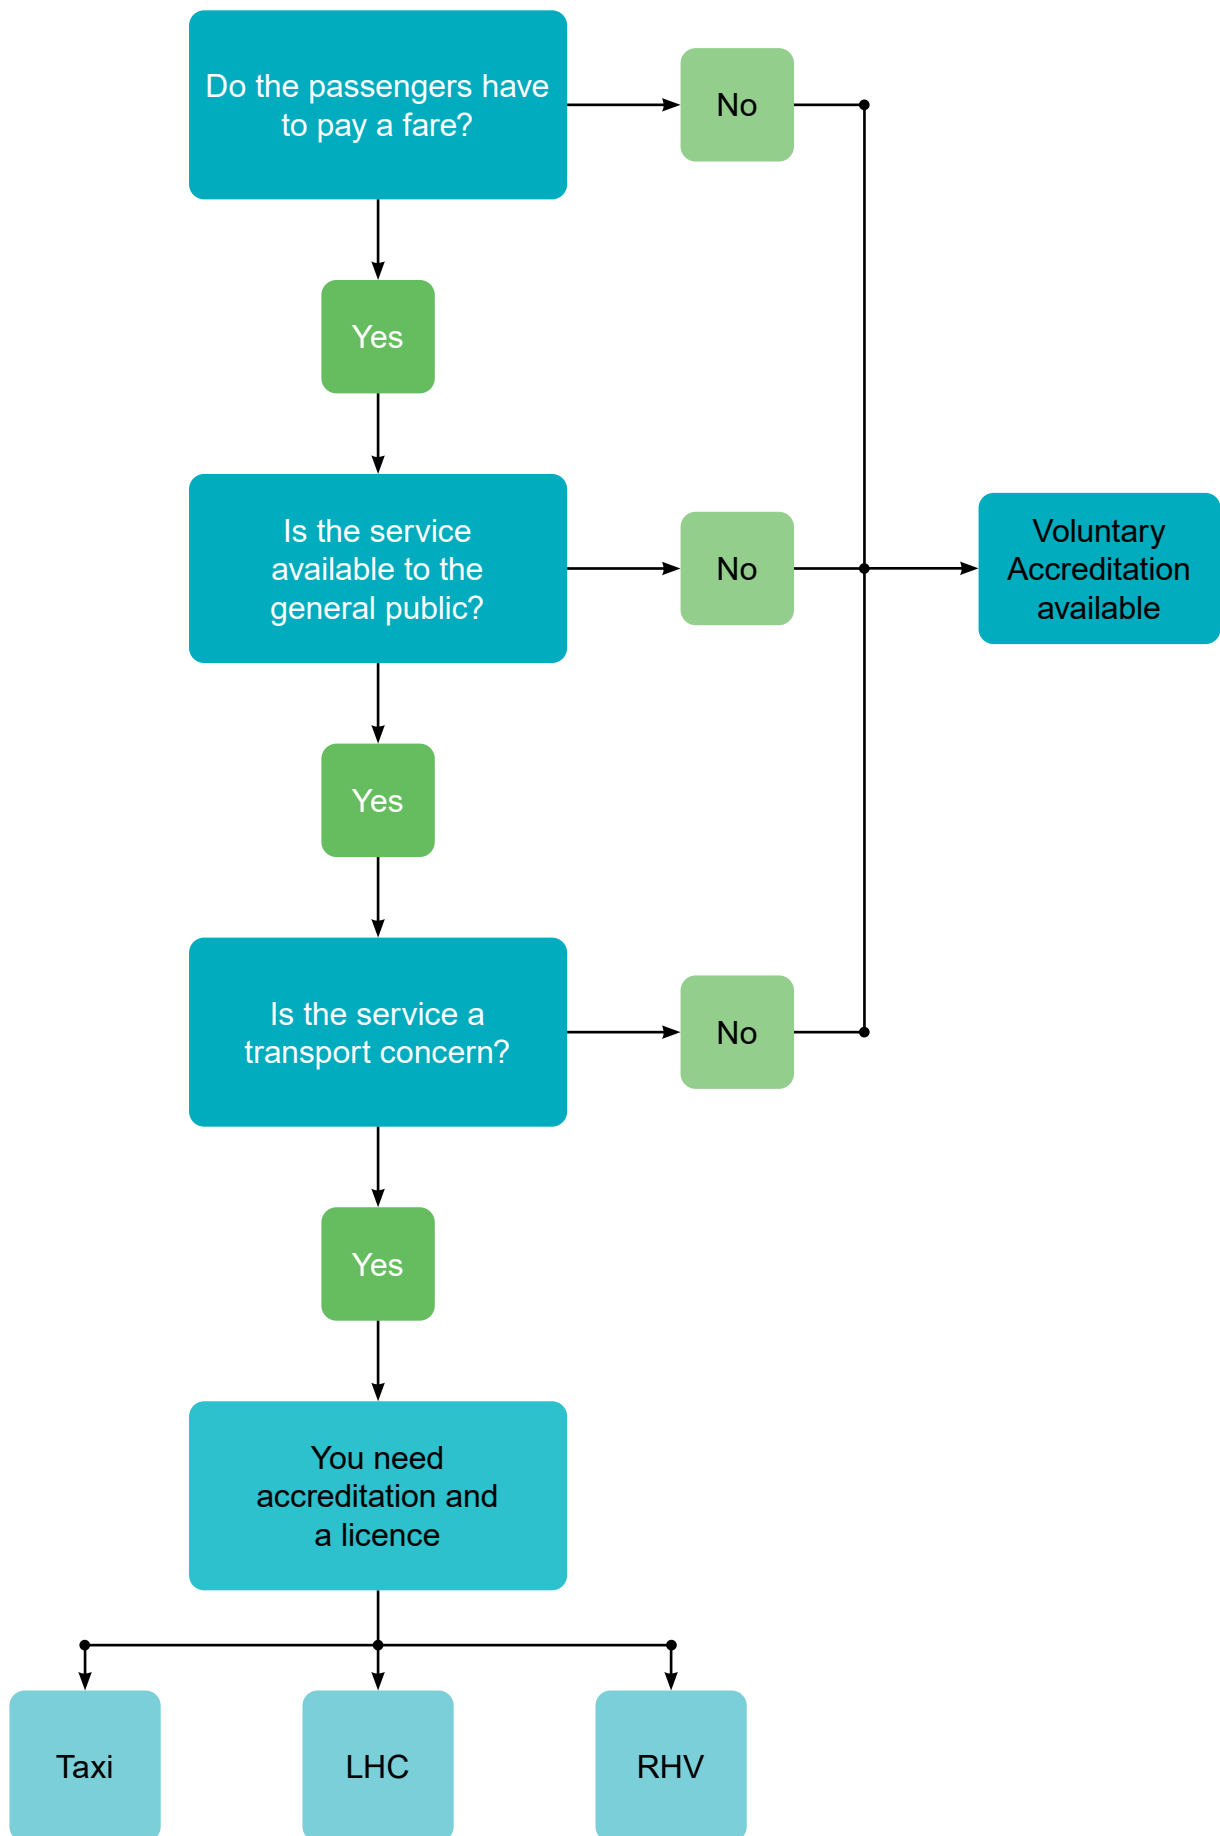 Do the passengers have
to pay a fare?
No
Yes
Is the service
available to the
general public?
No
Voluntary
Accreditation
available
Yes
Is the service a
transport concern?
No
Yes
You need
accreditation and
a licence
Taxi
LHC
RHV